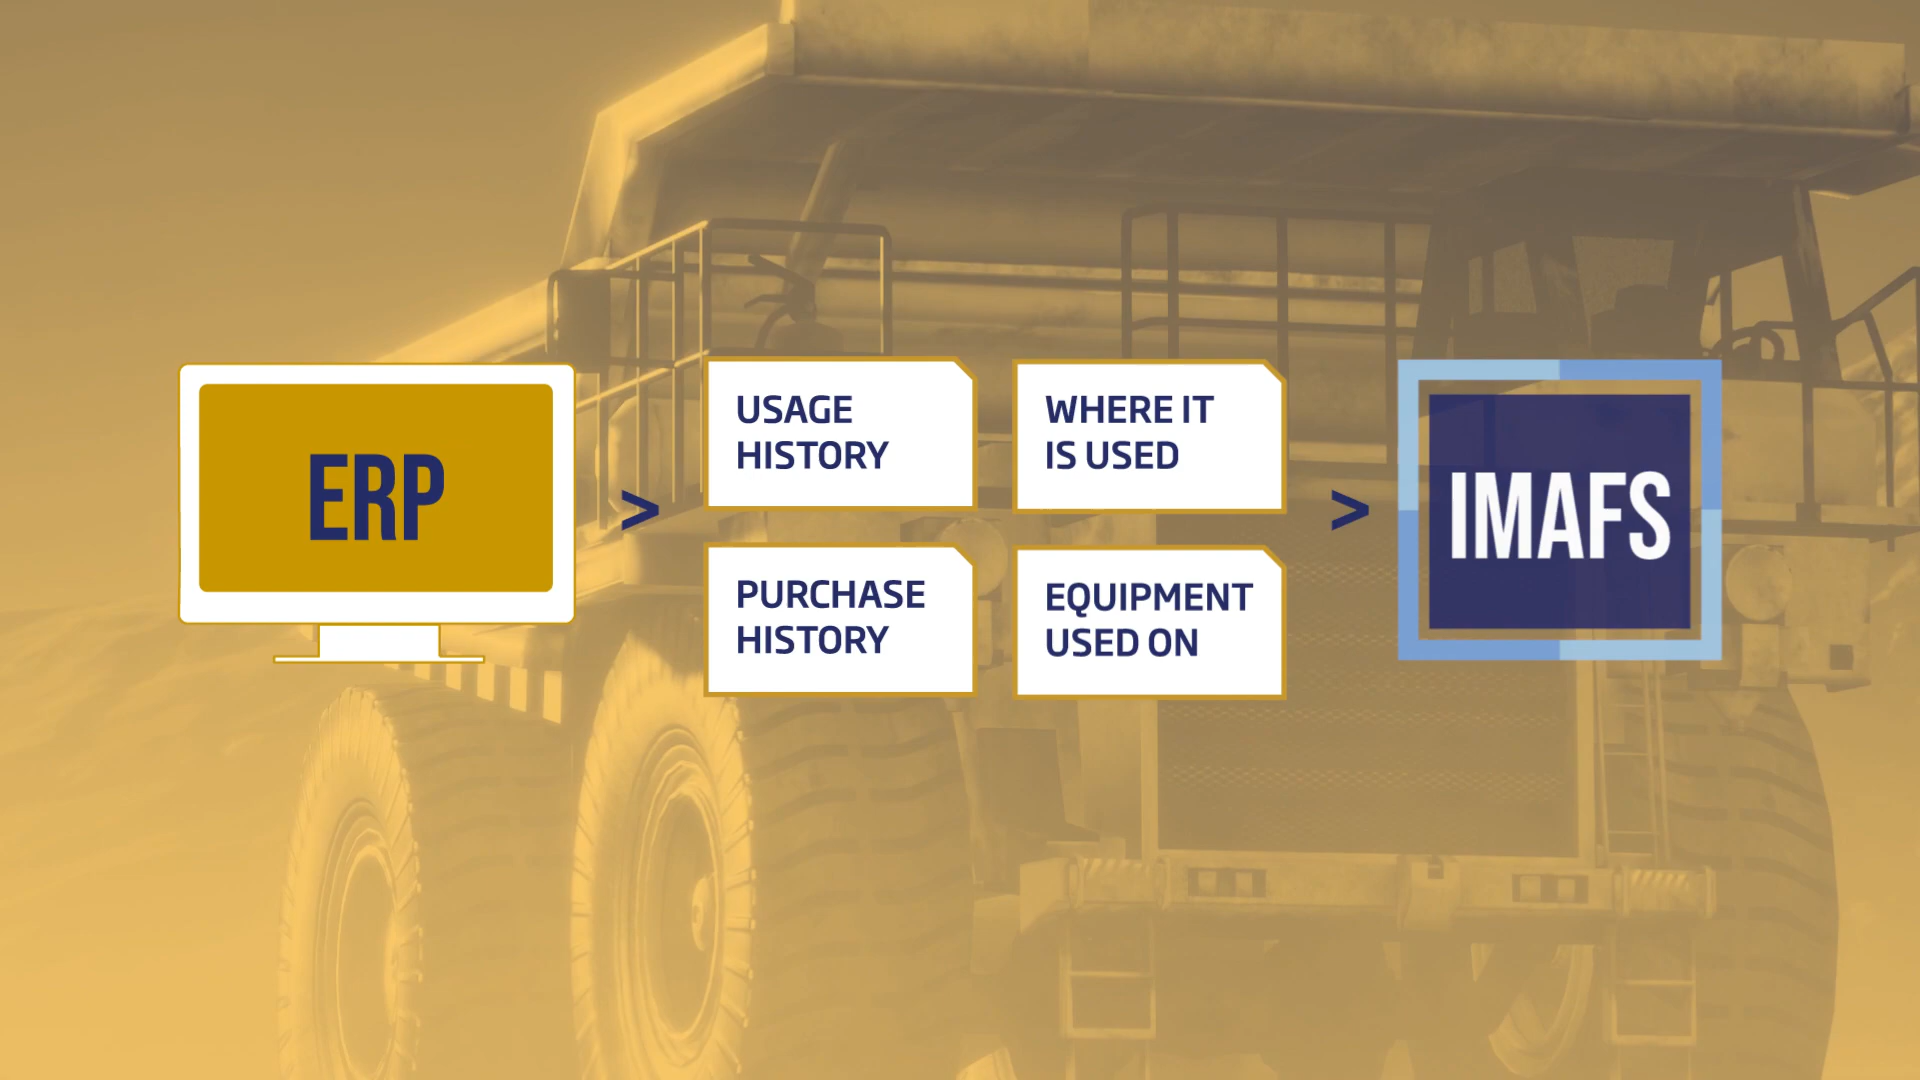 ERP
>
USAGE
HISTORY
WHERE IT
IS USED
PURCHASE
HISTORY
EQUIPMENT
USED ON
>
IMAFS